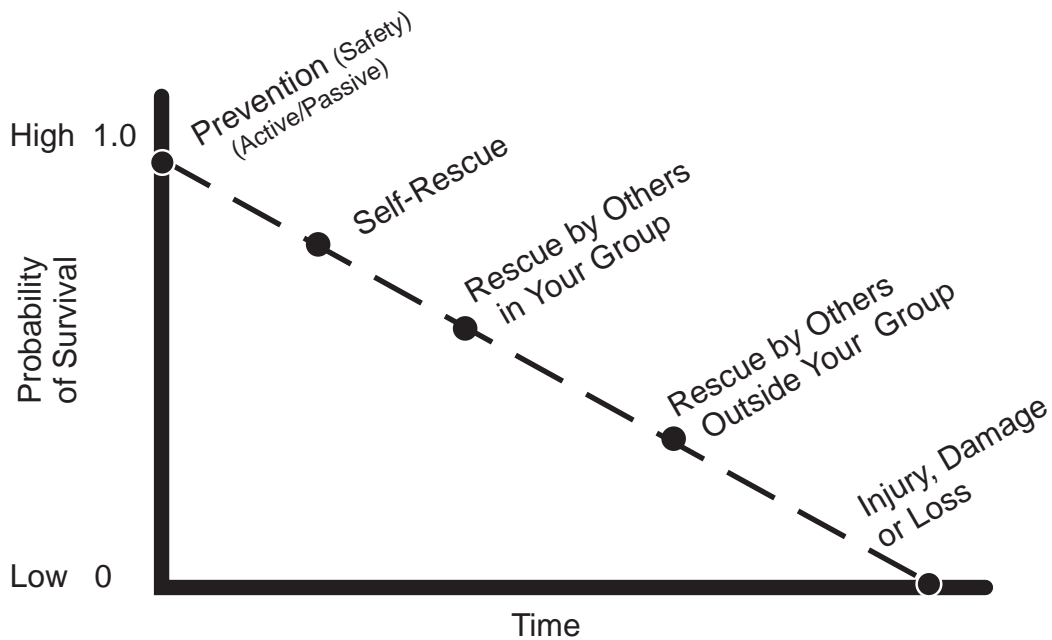 Prevention (Safety)
(Active/Passive)
High 1.0
Self-Rescue
Rescue by Others
in Your Group
Probability
of Survival
Rescue by Others
Outside Your Group
Injury, Damage
or Loss
Low 0
Time